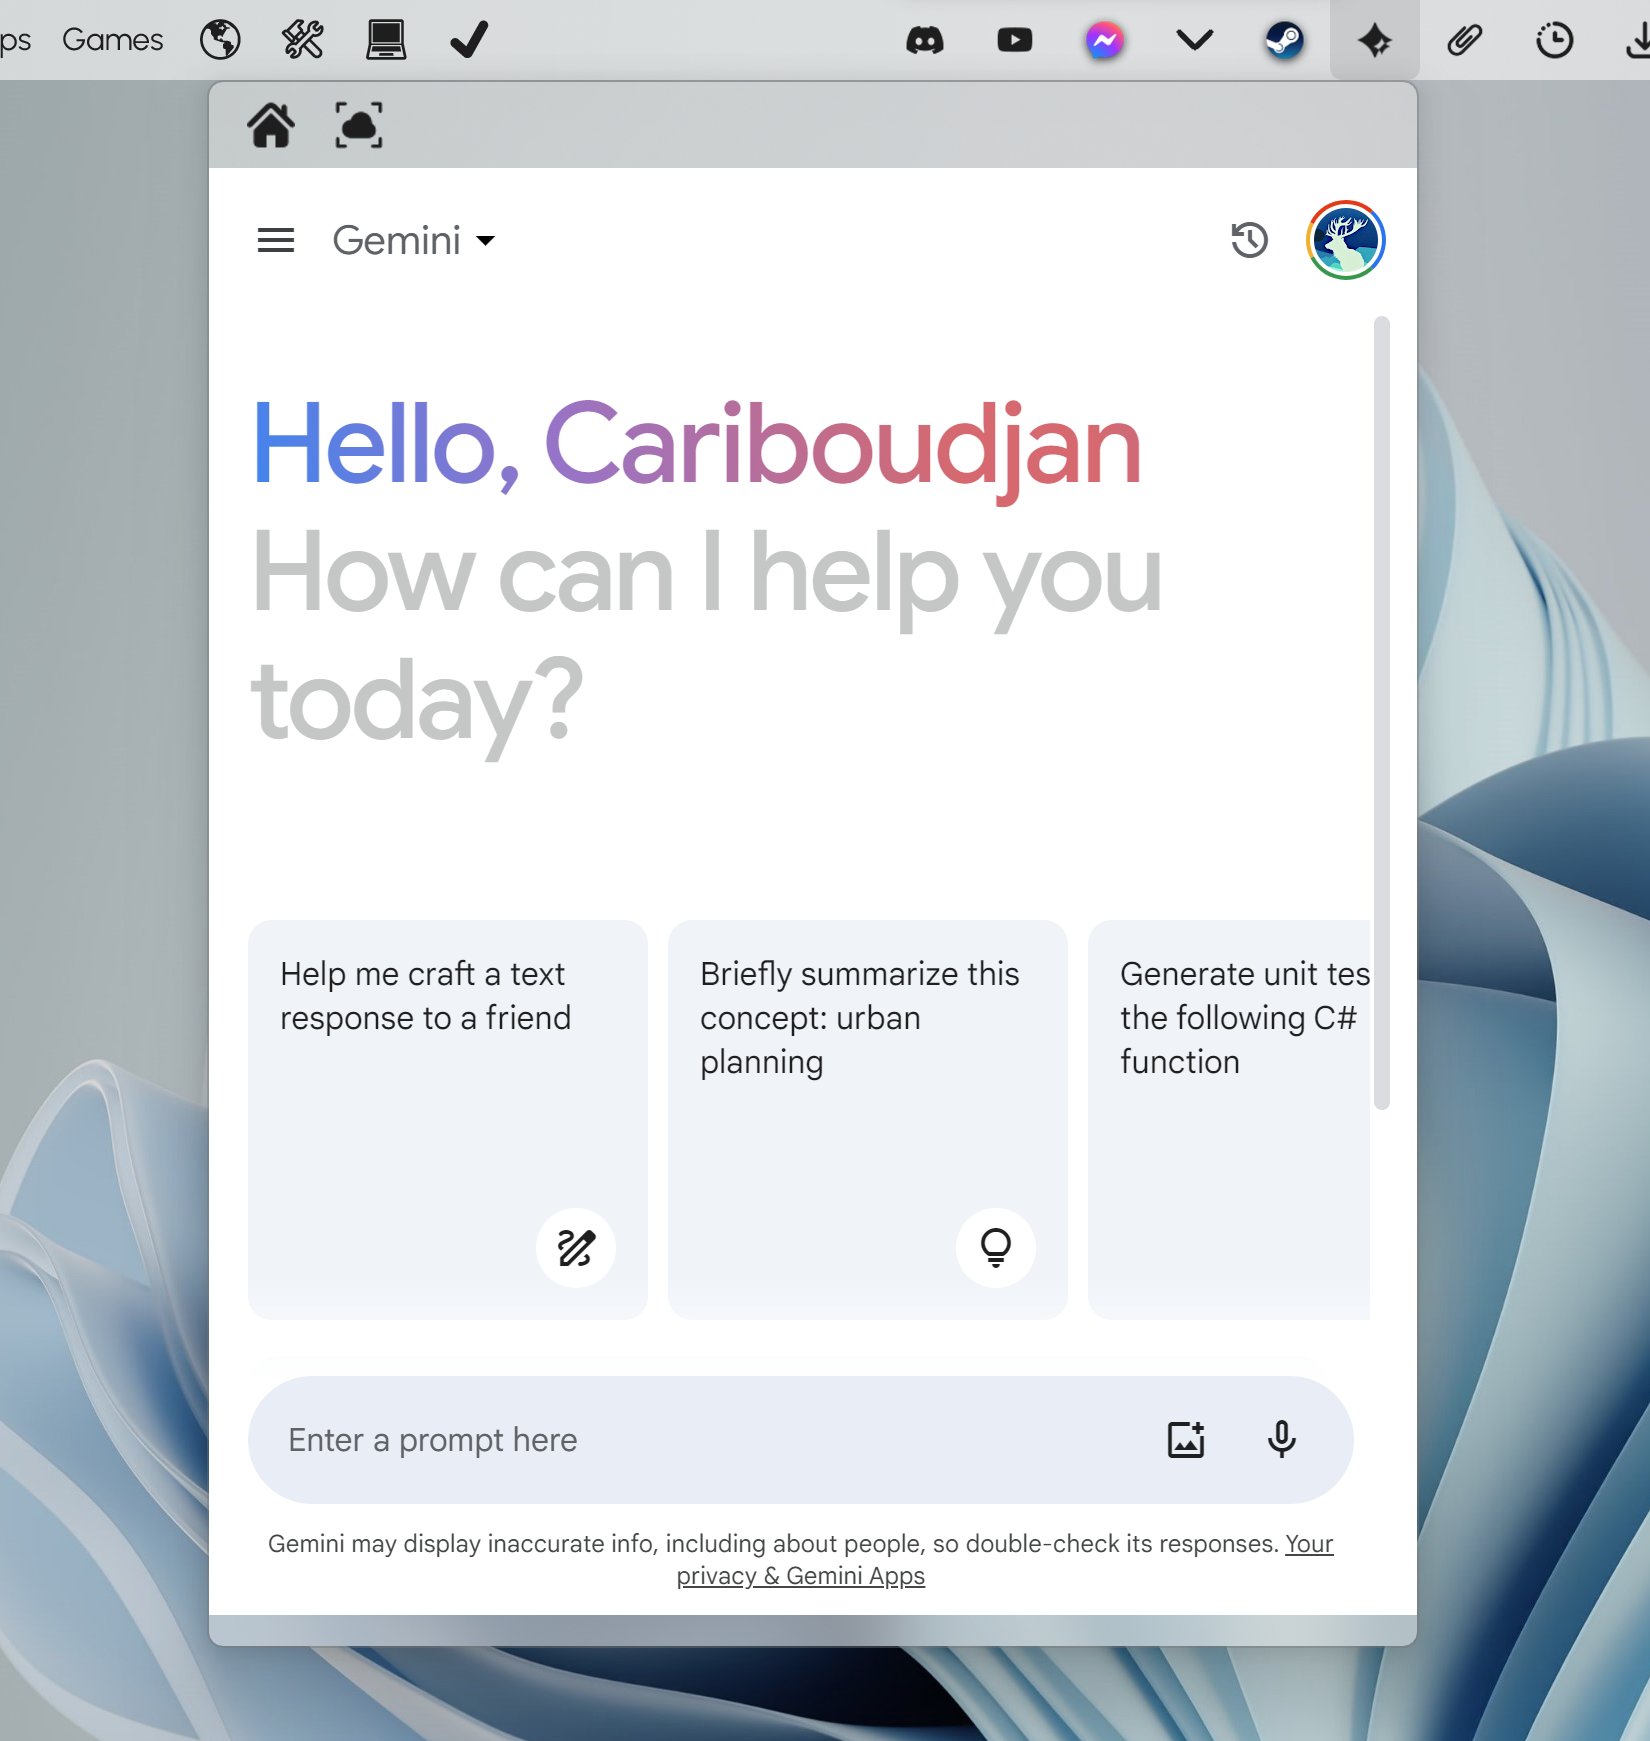 ps Games
Gemini
Hello, Cariboudjan
How can I help you
today?
Help me craft a text
response to a friend
Briefly summarize this
concept: urban
planning
Generate unit tes
the following C#
function
Enter a prompt here
Gemini may display inaccurate info, including about people, so double-check its responses. Your
privacy & Gemini Apps